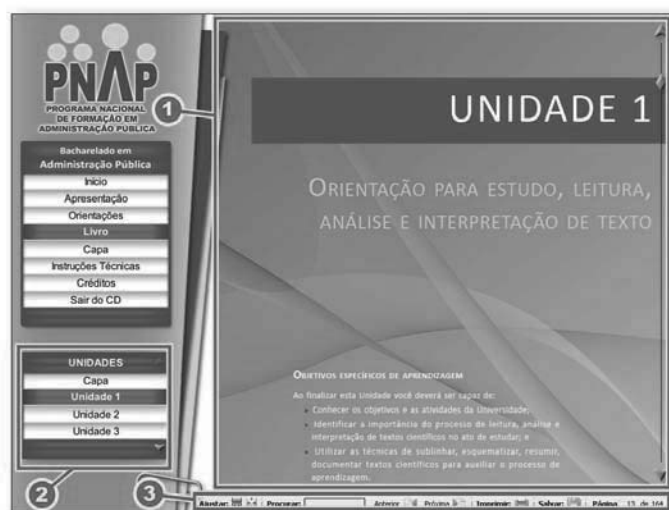 PNAP
PROGRAMA NACIONAL
DE FORMAÇÃO EM
ADMINISTRAÇÃO PÚBLICA
Bacharelado em
Administração Pública
Início
Apresentação
Orientações
Livro
Capa
Instruções Técnicas
Créditos
Sair do CD
UNIDADES
Capa
Unidade 1
Unidade 2
Unidade 3
2
1
UNIDADE 1
ORIENTAÇÃO PARA ESTUDO, LEITURA,
ANÁLISE E INTERPRETAÇÃO DE TEXTO
OBJETIVOS ESPECÍFICOS DE APRENDIZAGEM
Ao finalizar esta Unidade você deverá ser capaz de:
Conhecer os objetivos e as atividades da Universidade;
Identificar a importância do processo de leitura, análise e
interpretação de textos científicos no ato de estudar; e
Utilizar as técnicas de sublinhar, esquematizar, resumir,
documentar textos científicos para auxiliar o processo de
aprendizagem.
3
Ajustar: Procurar: Anterior Próxima Imprimir: Salvar: Página 13 de 168